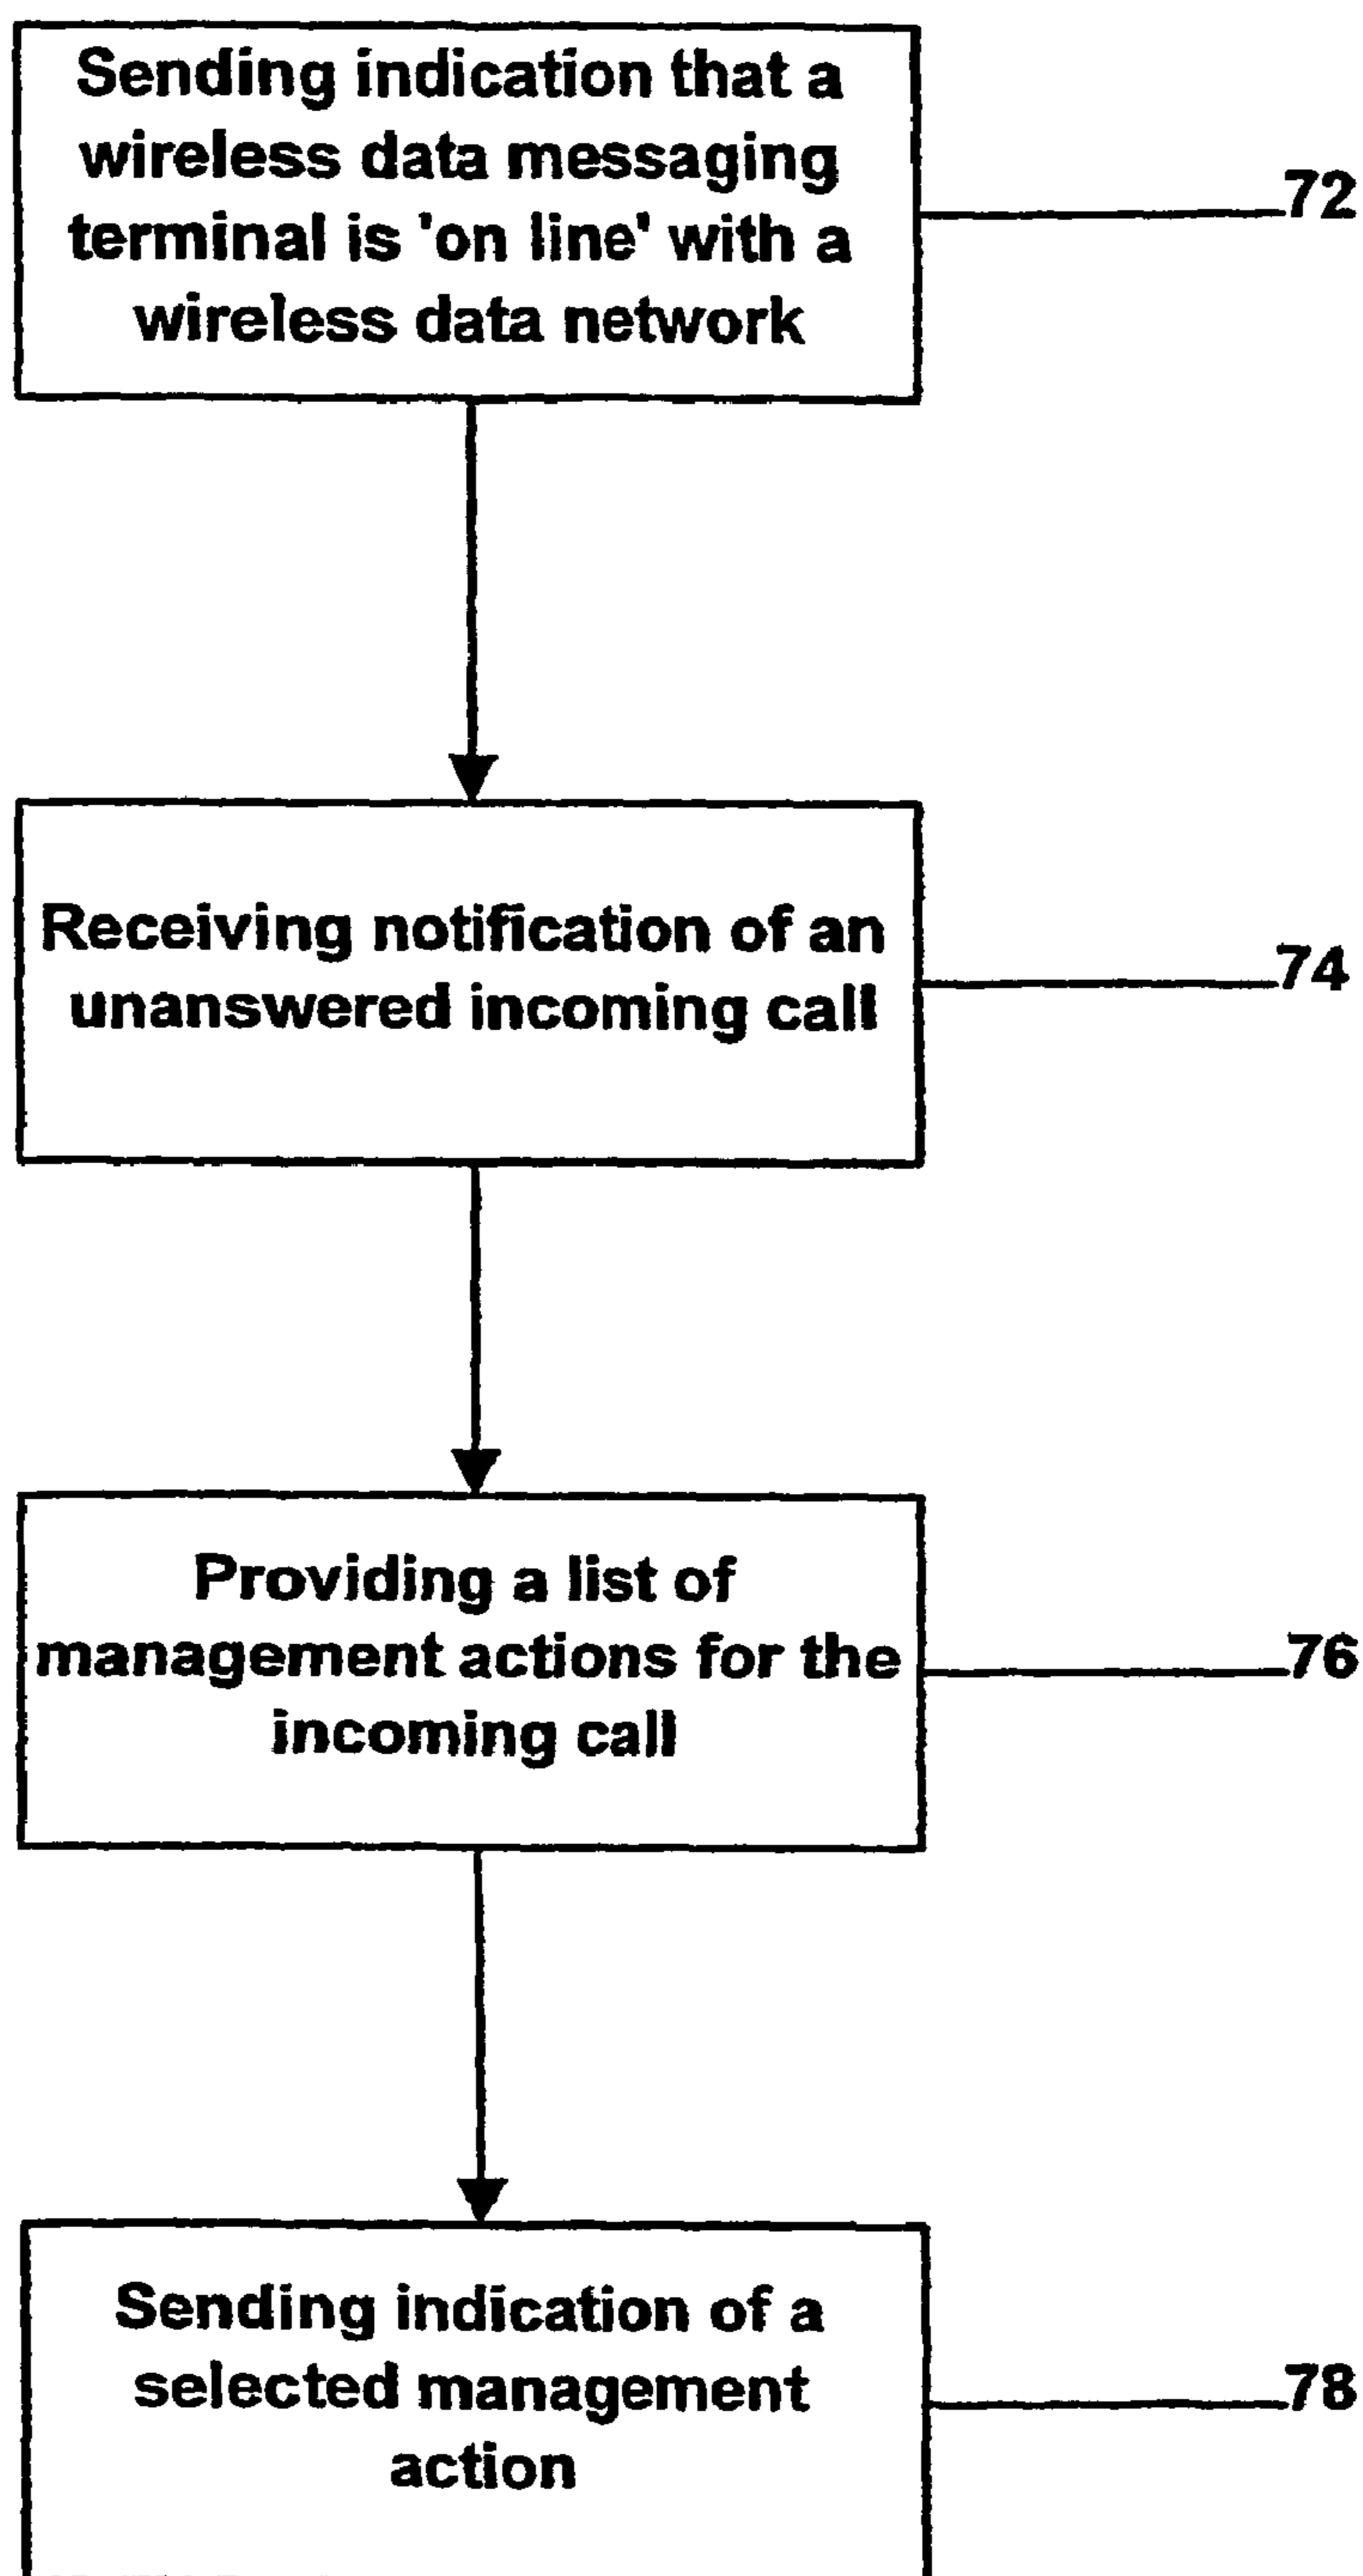 Sending indication that a
wireless data messaging
terminal is 'on line' with a
wireless data network
72
Receiving notification of an
unanswered incoming call
74
Providing a list of
management actions for the
incoming call
76
Sending indication of a
selected management
action
78